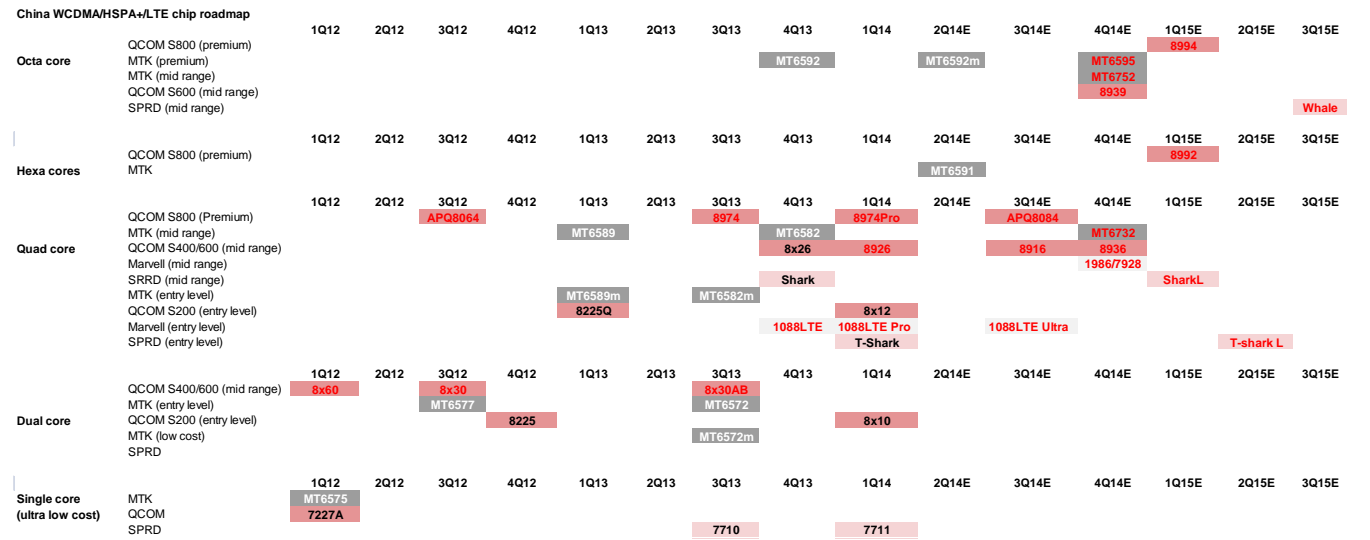 China WCDMA/HSPA+/LTE chip roadmap
1Q12 2Q12 3Q12 4Q12 1Q13 2Q13 3Q13 4Q13 1Q14 2Q14E 3Q14E 4Q14E 1Q15E 2Q15E 3Q15E
QCOM S800 (premium) 8994
Octa core MTK (premium) MT6592 MT6592m MT6595
MTK (mid range) MT6752
QCOM S600 (mid range) 8939
SPRD (mid range) Whale
1Q12 2Q12 3Q12 4Q12 1Q13 2Q13 3Q13 4Q13 1Q14 2Q14E 3Q14E 4Q14E 1Q15E 2Q15E 3Q15E
QCOM S800 (premium) 8992
Hexa cores MTK MT6591
1Q12 2Q12 3Q12 4Q12 1Q13 2Q13 3Q13 4Q13 1Q14 2Q14E 3Q14E 4Q14E 1Q15E 2Q15E 3Q15E
QCOM S800 (Premium) APQ8064 8974 8974Pro APQ8084
MTK (mid range) MT6589 MT6582 MT6732
Quad core QCOM S400/600 (mid range) 8x26 8926 8916 8936
Marvell (mid range) 1986/7928
SRRD (mid range) Shark SharkL
MTK (entry level) MT6589m MT6582m
QCOM S200 (entry level) 8225Q 8x12
Marvell (entry level) 1088LTE 1088LTE Pro 1088LTE Ultra
SPRD (entry level) T-Shark T-shark L
1Q12 2Q12 3Q12 4Q12 1Q13 2Q13 3Q13 4Q13 1Q14 2Q14E 3Q14E 4Q14E 1Q15E 2Q15E 3Q15E
QCOM S400/600 (mid range) 8x60 8x30 8x30AB
MTK (entry level) MT6577 MT6572
Dual core QCOM S200 (entry level) 8225 8x10
MTK (low cost) MT6572m
SPRD
1Q12 2Q12 3Q12 4Q12 1Q13 2Q13 3Q13 4Q13 1Q14 2Q14E 3Q14E 4Q14E 1Q15E 2Q15E 3Q15E
Single core MTK MT6575
(ultra low cost) QCOM 7227A
SPRD 7710 7711